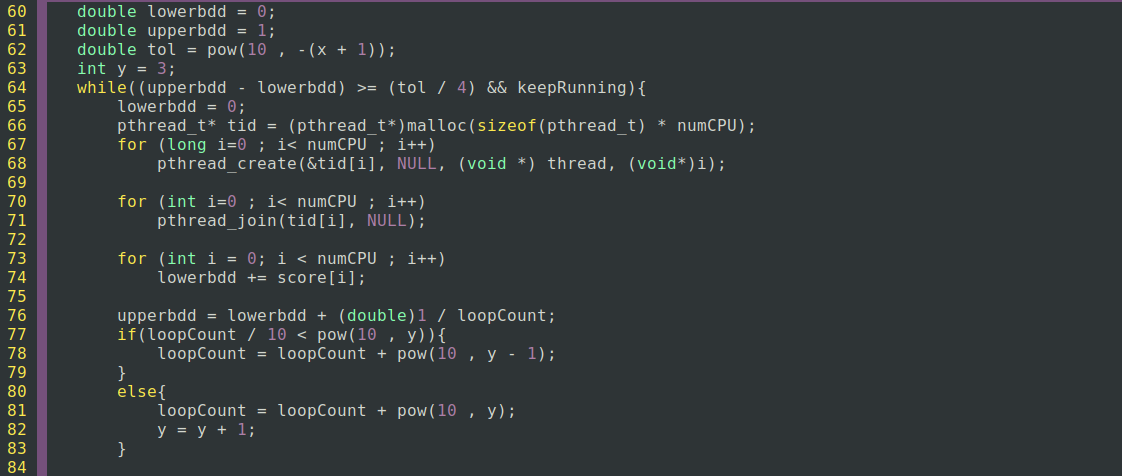 60    double lowerbdd = 0;
61    double upperbdd = 1;
62    double tol = pow(10 , -(x + 1));
63    int y = 3;
64    while((upperbdd - lowerbdd) >= (tol / 4) && keepRunning){
65        lowerbdd = 0;
66        pthread_t* tid = (pthread_t*)malloc(sizeof(pthread_t) * numCPU);
67        for (long i=0 ; i< numCPU ; i++)
68            pthread_create(&tid[i], NULL, (void *) thread, (void*)i);
69
70        for (int i=0 ; i< numCPU ; i++)
71            pthread_join(tid[i], NULL);
72
73        for (int i = 0; i < numCPU ; i++)
74            lowerbdd += score[i];
75
76        upperbdd = lowerbdd + (double)1 / loopCount;
77        if(loopCount / 10 < pow(10 , y)){
78            loopCount = loopCount + pow(10 , y - 1);
79        }
80        else{
81            loopCount = loopCount + pow(10 , y);
82            y = y + 1;
83        }
84